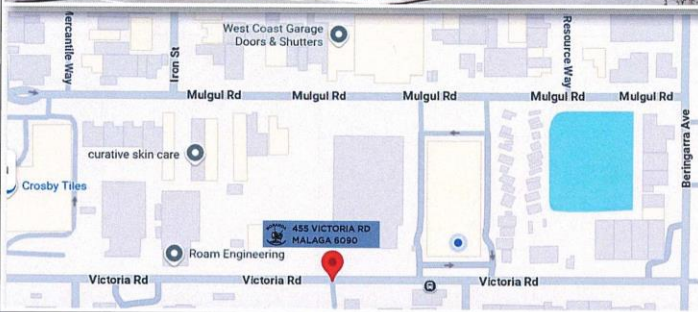 West Coast Garage
Doors & Shutters
Mercantile Way
Iron St
Resource Way
Mulgul Rd
Mulgul Rd
Mulgul Rd
Mulgul Rd
Mulgul Rd
Beringarra Ave
curative skin care
Crosby Tiles
455 VICTORIA RD
MALAGA 6090
Roam Engineering
Victoria Rd
Victoria Rd
Victoria Rd